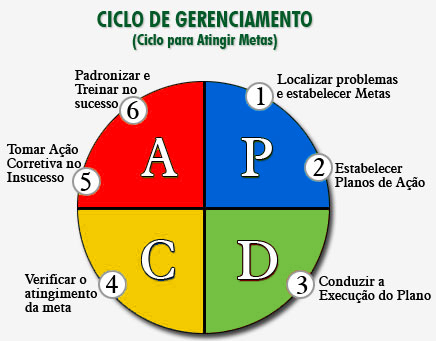 CICLO DE GERENCIAMENTO
(Ciclo para Atingir Metas)
Padronizar e
Treinar no
sucesso
6
Localizar problemas
e estabelecer Metas
1
Tomar Ação
Corretiva no
Insucesso
5
A
P
2
Estabelecer
Planos de Ação
C
D
Verificar o
atingimento
da meta
4
3
Conduzir a
Execução do Plano